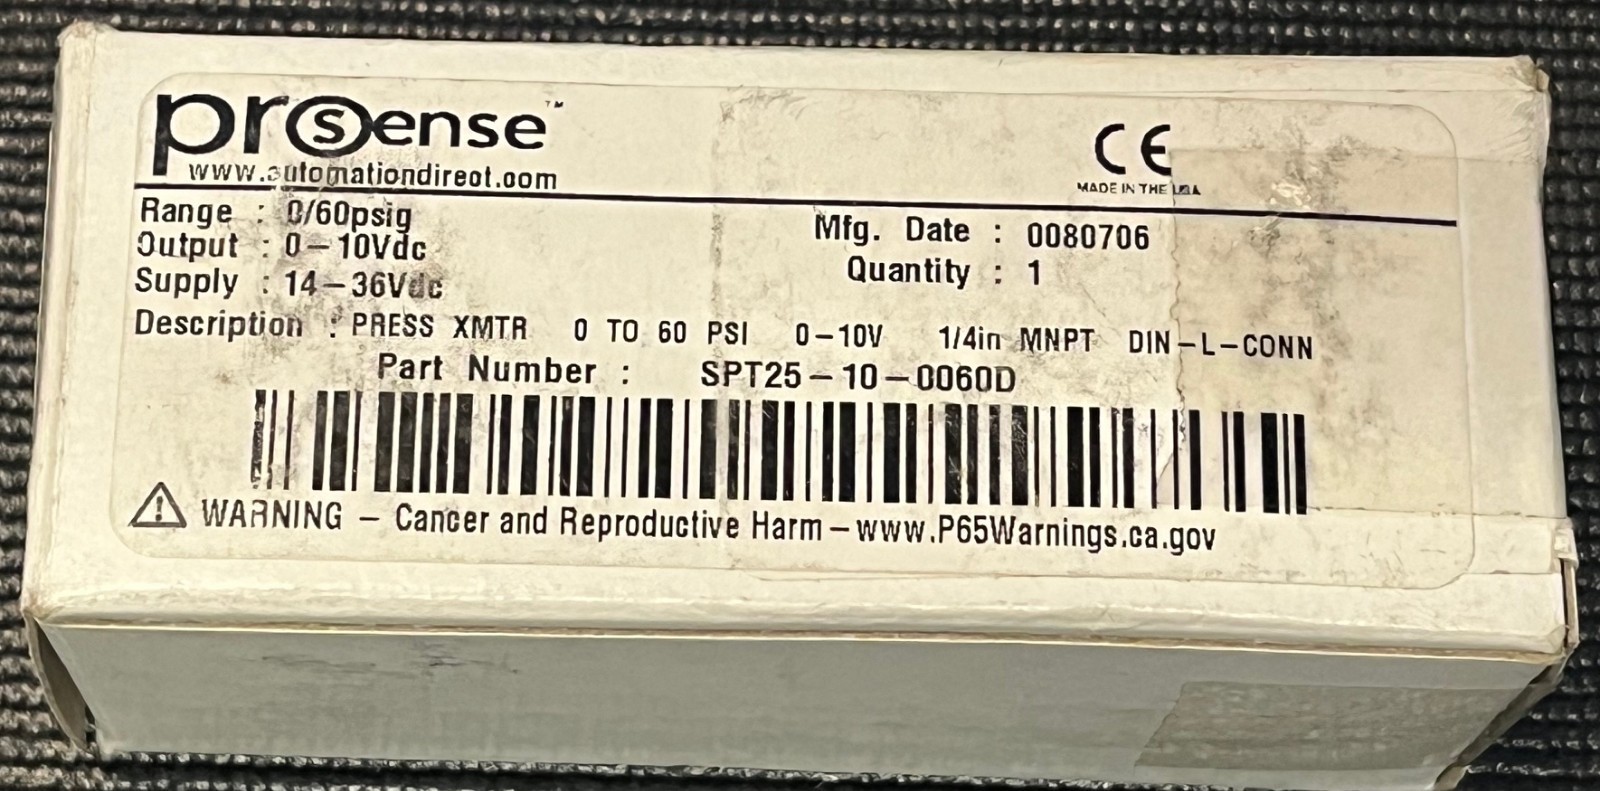 prosense™
www.automationdirect.com
CE
MADE IN THE USA
Range : 0/60psig
Output : 0-10Vdc
Supply : 14-36Vdc
Mfg. Date : 0080706
Quantity : 1
Description : PRESS XMTR 0 TO 60 PSI 0-10V 1/4in MNPT DIN-L-CONN
Part Number : SPT25-10-0060D
WARNING - Cancer and Reproductive Harm-www.P65Warnings.ca.gov